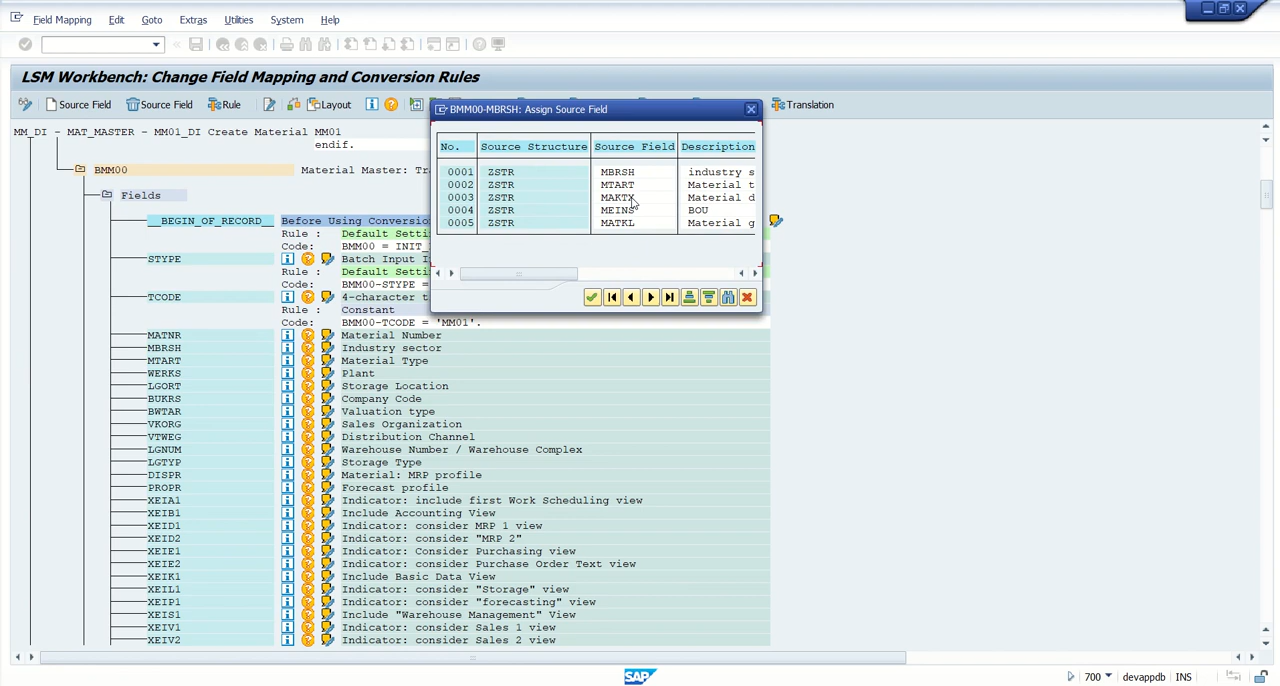 Field Mapping Edit Goto Extras Utilities System Help
LSM Workbench: Change Field Mapping and Conversion Rules
Source Field Source Field Rule Layout Translation
MM_DI - MAT_MASTER - MM01_DI Create Material MM01
endif.
BMM00 Material Master: Tra
Fields
__BEGIN_OF_RECORD__ Before Using Conversion
Rule : Default Setti
Code: BMM00 = INIT_
STYPE Batch Input I
Rule : Default Setti
Code: BMM00-STYPE =
TCODE 4-character t
Rule : Constant
Code: BMM00-TCODE = 'MM01'.
MATNR Material Number
MBRSH Industry sector
MTART Material Type
WERKS Plant
LGORT Storage Location
BUKRS Company Code
BWTAR Valuation type
VKORG Sales Organization
VTWEG Distribution Channel
LGNUM Warehouse Number / Warehouse Complex
LGTYP Storage Type
DISPR Material: MRP profile
PROPR Forecast profile
XEIA1 Indicator: include first Work Scheduling view
XEIB1 Include Accounting View
XEID1 Indicator: consider MRP 1 view
XEID2 Indicator: consider "MRP 2"
XEIE1 Indicator: Consider Purchasing view
XEIE2 Indicator: consider Purchase Order Text view
XEIK1 Include Basic Data View
XEIL1 Indicator: consider "Storage" view
XEIP1 Indicator: consider "forecasting" view
XEIS1 Include "Warehouse Management" View
XEIV1 Indicator: consider Sales 1 view
XEIV2 Indicator: consider Sales 2 view
BMM00-MBRSH: Assign Source Field
No. Source Structure Source Field Description
0001 ZSTR MBRSH industry s
0002 ZSTR MTART Material t
0003 ZSTR MAKTX Material d
0004 ZSTR MEINS BOU
0005 ZSTR MATKL Material g
SAP 700 devappdb INS